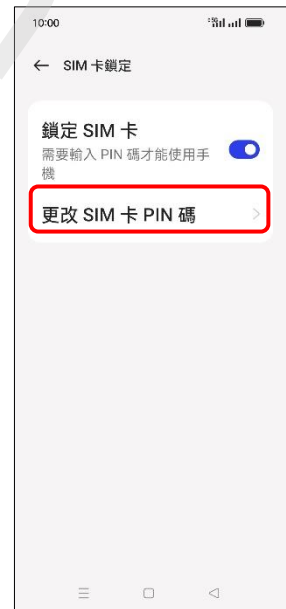 10:00
← SIM 卡鎖定
鎖定 SIM 卡
需要輸入 PIN 碼才能使用手
機
更改 SIM 卡 PIN 碼